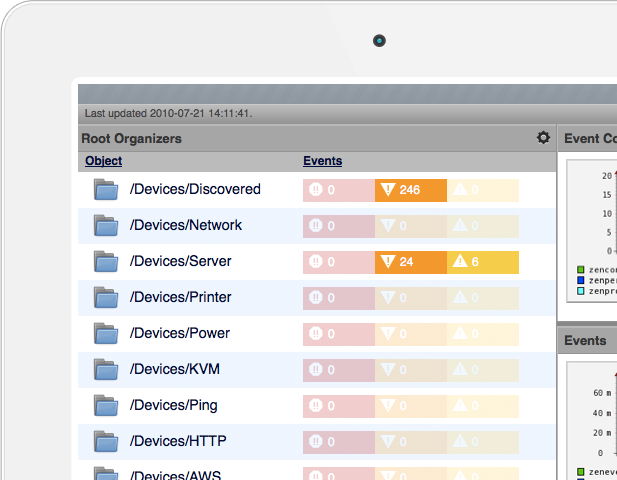 Last updated 2010-07-21 14:11:41.
Root Organizers
Object Events
/Devices/Discovered 0 246 0
/Devices/Network 0 0 0
/Devices/Server 0 24 6
/Devices/Printer 0 0 0
/Devices/Power 0 0 0
/Devices/KVM 0 0 0
/Devices/Ping 0 0 0
/Devices/HTTP 0 0 0
/Devices/AWS 0 0 0
Event Co
20
15
10
5
0
zencom
zenper
zenpro
Events
60 m
40 m
20 m
0
zeneve